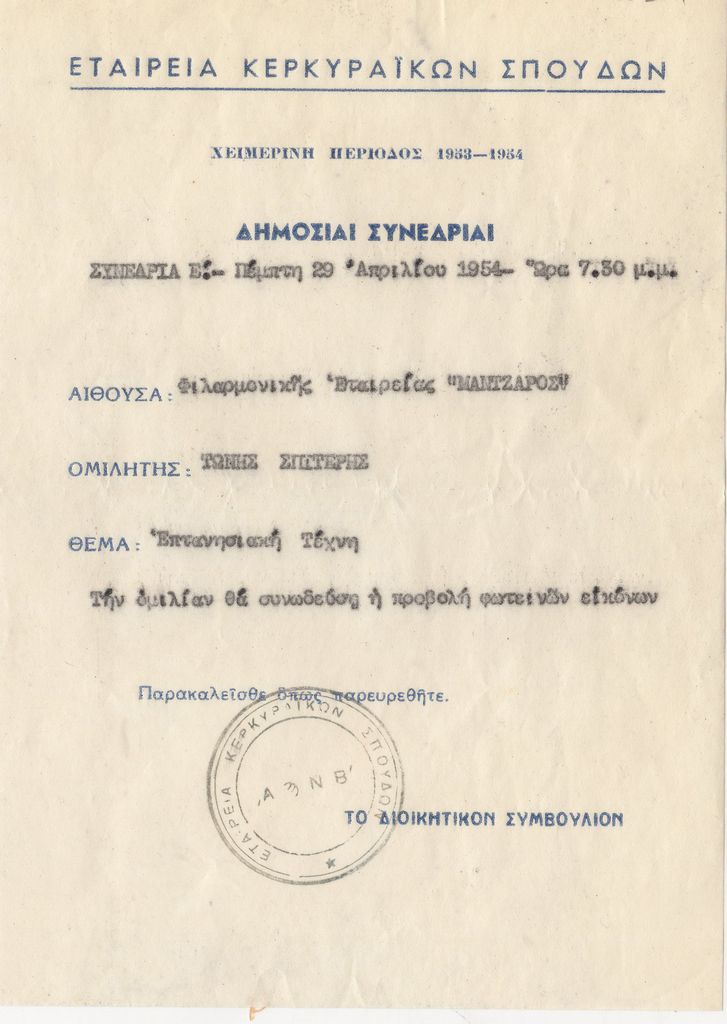 ΕΤΑΙΡΕΙΑ ΚΕΡΚΥΡΑΪΚΩΝ ΣΠΟΥΔΩΝ
ΧΕΙΜΕΡΙΝΗ ΠΕΡΙΟΔΟΣ 1953—1954
ΔΗΜΟΣΙΑΙ ΣΥΝΕΔΡΙΑΙ
ΣΥΝΕΔΡΙΑ Ε΄.- Πέμπτη 29 Ἀπριλίου 1954- Ὥρα 7.30 μ.μ.
ΑΙΘΟΥΣΑ: Φιλαρμονικῆς Ἑταιρείας "ΜΑΝΤΖΑΡΟΣ"
ΟΜΙΛΗΤΗΣ: ΤΩΝΗΣ ΣΠΙΤΕΡΗΣ
ΘΕΜΑ: Ἑπτανησιακή Τέχνη
Τήν ὁμιλίαν θά συνοδεύσῃ ἡ προβολή φωτεινῶν εἰκόνων
Παρακαλεῖσθε ὅπως παρευρεθῆτε.
ΕΤΑΙΡΕΙΑ ΚΕΡΚΥΡΑΪΚΩΝ ΣΠΟΥΔΩΝ
͵ΑϠΝΒ΄
ΤΟ ΔΙΟΙΚΗΤΙΚΟΝ ΣΥΜΒΟΥΛΙΟΝ